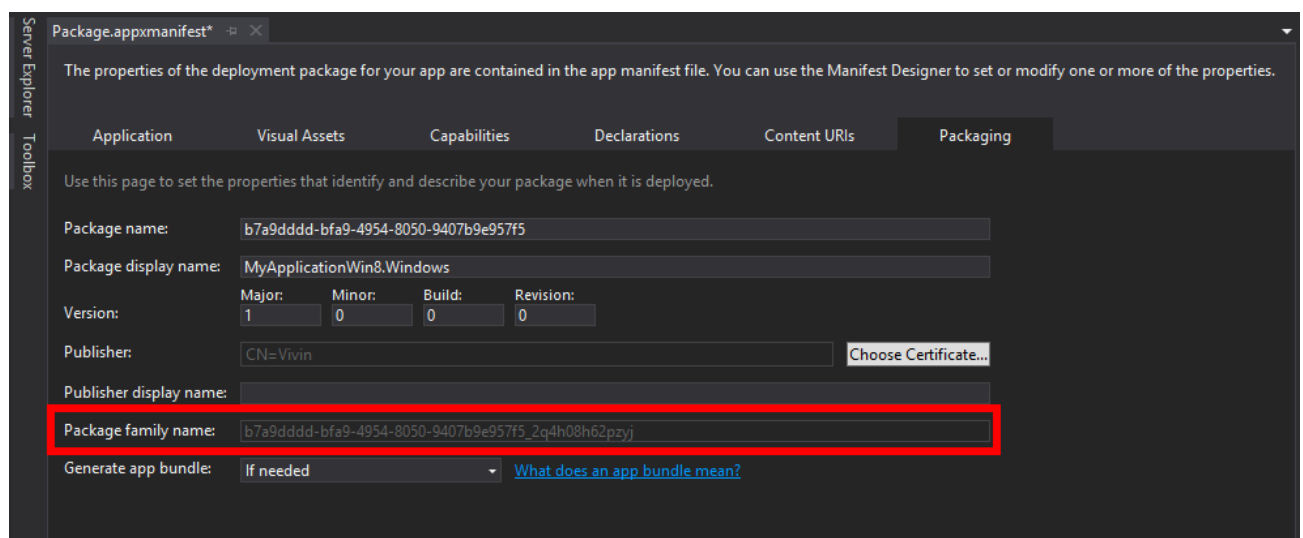 Server Explorer
Toolbox
Package.appxmanifest*
The properties of the deployment package for your app are contained in the app manifest file. You can use the Manifest Designer to set or modify one or more of the properties.
Application Visual Assets Capabilities Declarations Content URIs Packaging
Use this page to set the properties that identify and describe your package when it is deployed.
Package name: b7a9dddd-bfa9-4954-8050-9407b9e957f5
Package display name: MyApplicationWin8.Windows
Major: Minor: Build: Revision:
Version: 1 0 0 0
Publisher: CN=Vivin Choose Certificate...
Publisher display name:
Package family name: b7a9dddd-bfa9-4954-8050-9407b9e957f5_2q4h08h62pzyj
Generate app bundle: If needed What does an app bundle mean?